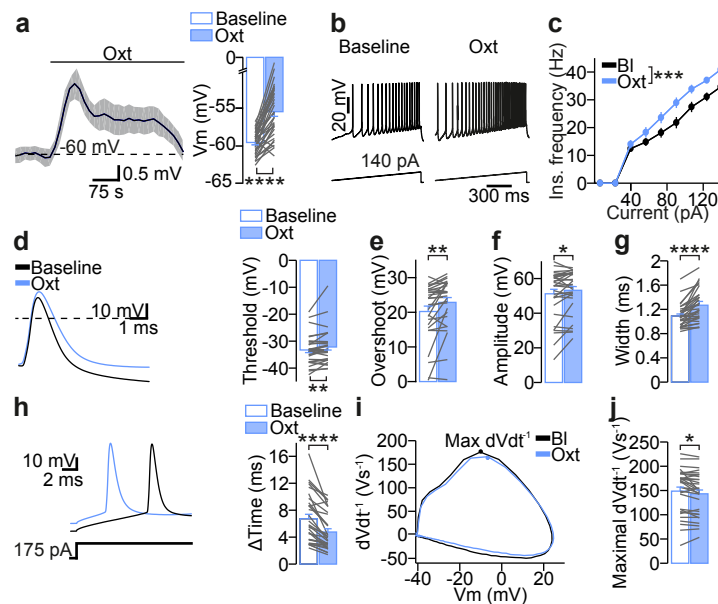 a
Oxt
-60 mV
0.5 mV
75 s
Baseline
Oxt
Vm (mV)
0
-55
-60
-65
****
b
Baseline
Oxt
20 mV
140 pA
300 ms
c
Ins. frequency (Hz)
40
30
20
10
0
Bl
Oxt
***
0 40 80 120
Current (pA)
d
Baseline
Oxt
10 mV
1 ms
Baseline
Oxt
Threshold (mV)
0
-10
-20
-30
-40
**
e
Overshoot (mV)
30
20
10
0
**
f
Amplitude (mV)
60
40
20
0
*
g
Width (ms)
2
1.6
1.2
0.8
0.4
0
****
h
10 mV
2 ms
175 pA
Baseline
Oxt
ΔTime (ms)
16
12
8
4
0
****
i
dVdt⁻¹ (Vs⁻¹)
200
150
100
50
0
-50
Max dVdt⁻¹
Bl
Oxt
-40 -20 0 20
Vm (mV)
j
Maximal dVdt⁻¹ (Vs⁻¹)
250
200
150
100
50
0
*